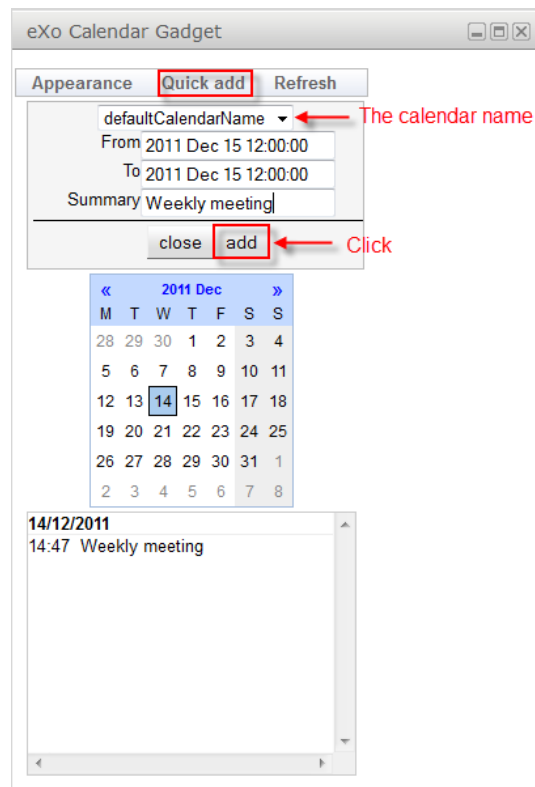 eXo Calendar Gadget
Appearance Quick add Refresh
defaultCalendarName The calendar name
From 2011 Dec 15 12:00:00
To 2011 Dec 15 12:00:00
Summary Weekly meeting
close add Click
« 2011 Dec »
M T W T F S S
28 29 30 1 2 3 4
5 6 7 8 9 10 11
12 13 14 15 16 17 18
19 20 21 22 23 24 25
26 27 28 29 30 31 1
2 3 4 5 6 7 8
14/12/2011
14:47 Weekly meeting